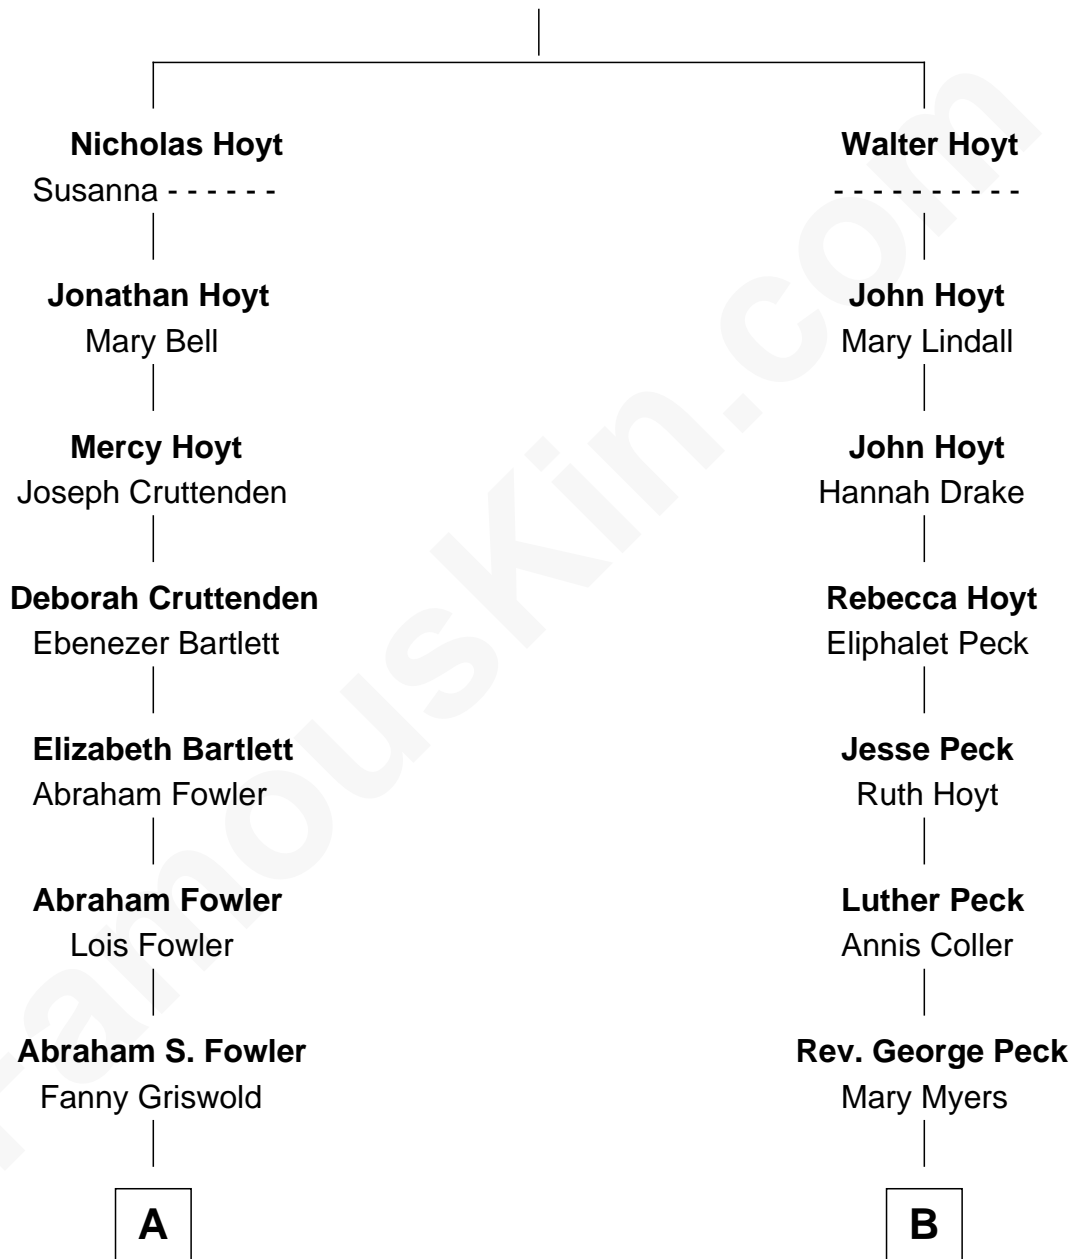 Nicholas Hoyt
Susanna - - - - - -
Jonathan Hoyt
Mary Bell
Mercy Hoyt
Joseph Cruttenden
Deborah Cruttenden
Ebenezer Bartlett
Elizabeth Bartlett
Abraham Fowler
Abraham Fowler
Lois Fowler
Abraham S. Fowler
Fanny Griswold
A
Walter Hoyt
- - - - - - - - - -
John Hoyt
Mary Lindall
John Hoyt
Hannah Drake
Rebecca Hoyt
Eliphalet Peck
Jesse Peck
Ruth Hoyt
Luther Peck
Annis Coller
Rev. George Peck
Mary Myers
B
FamousKin.com